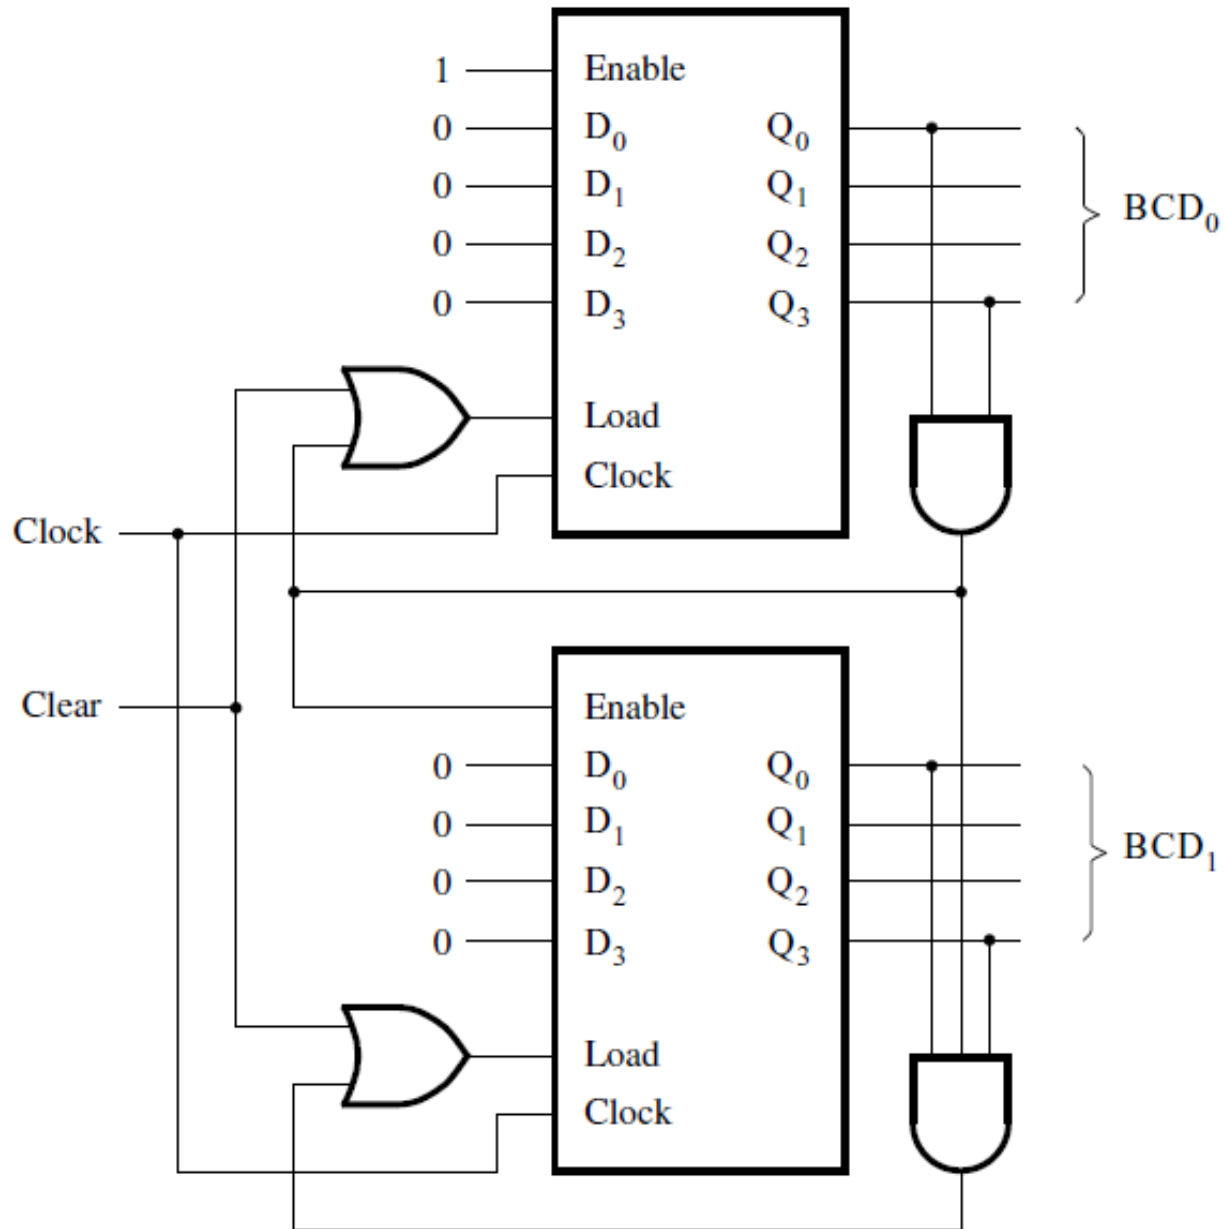 1 Enable
0 D0 Q0
0 D1 Q1
0 D2 Q2
0 D3 Q3
BCD0
Load
Clock
Clock
Clear
Enable
0 D0 Q0
0 D1 Q1
0 D2 Q2
0 D3 Q3
BCD1
Load
Clock